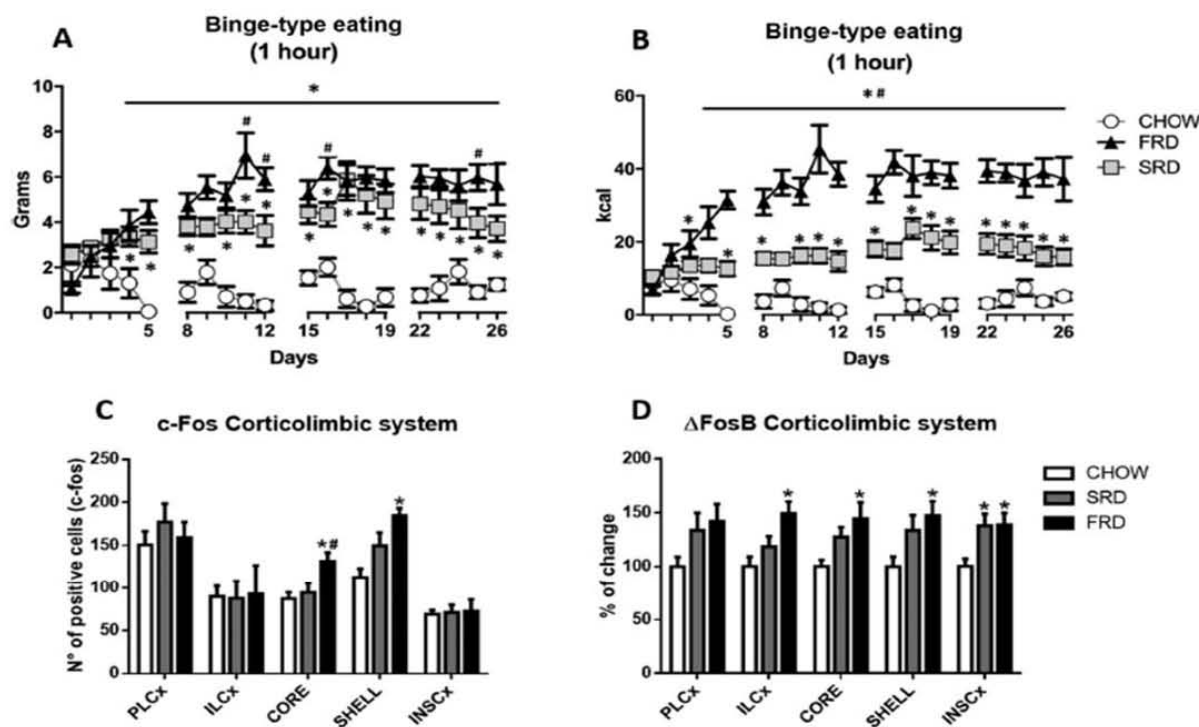 A
Binge-type eating
(1 hour)
*
10
8
6
4
2
0
Grams
# # # #
* * * * * * * * * * * * * *
5 8 12 15 19 22 26
Days
B
Binge-type eating
(1 hour)
*#
60
40
20
0
kcal
* * * * * * * * * * * * * *
5 8 12 15 19 22 26
Days
CHOW
FRD
SRD
C
c-Fos Corticolimbic system
250
200
150
100
50
0
N° of positive cells (c-fos)
*#
*
PLCx
ILCx
CORE
SHELL
INSCx
D
ΔFosB Corticolimbic system
200
150
100
50
0
% of change
* * * * *
PLCx
ILCx
CORE
SHELL
INSCx
CHOW
SRD
FRD